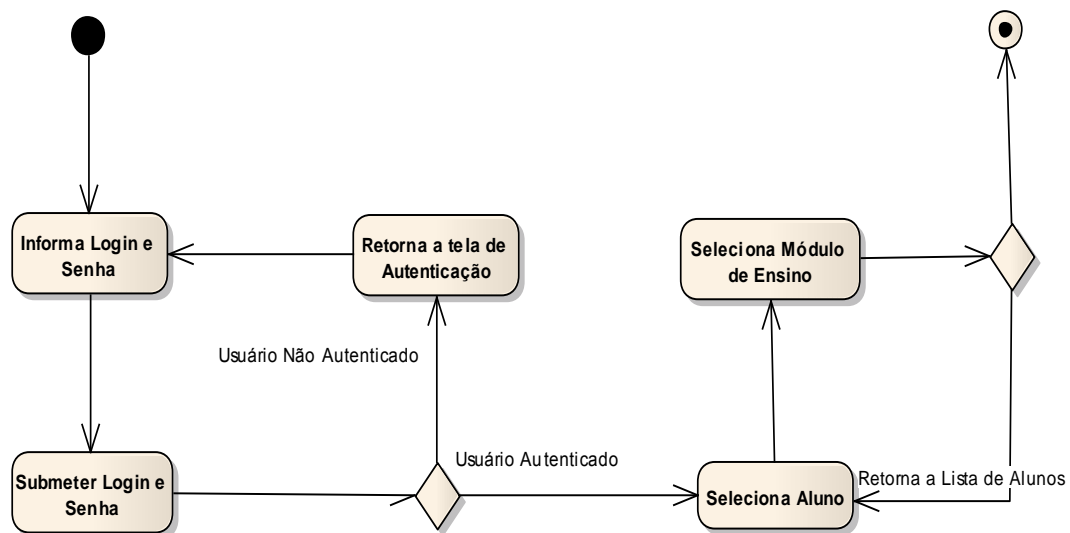 Informa Login e
Senha
Retorna a tela de
Autenticação
Seleciona Módulo
de Ensino
Usuário Não Autenticado
Submeter Login e
Senha
Usuário Autenticado
Seleciona Aluno
Retorna a Lista de Alunos